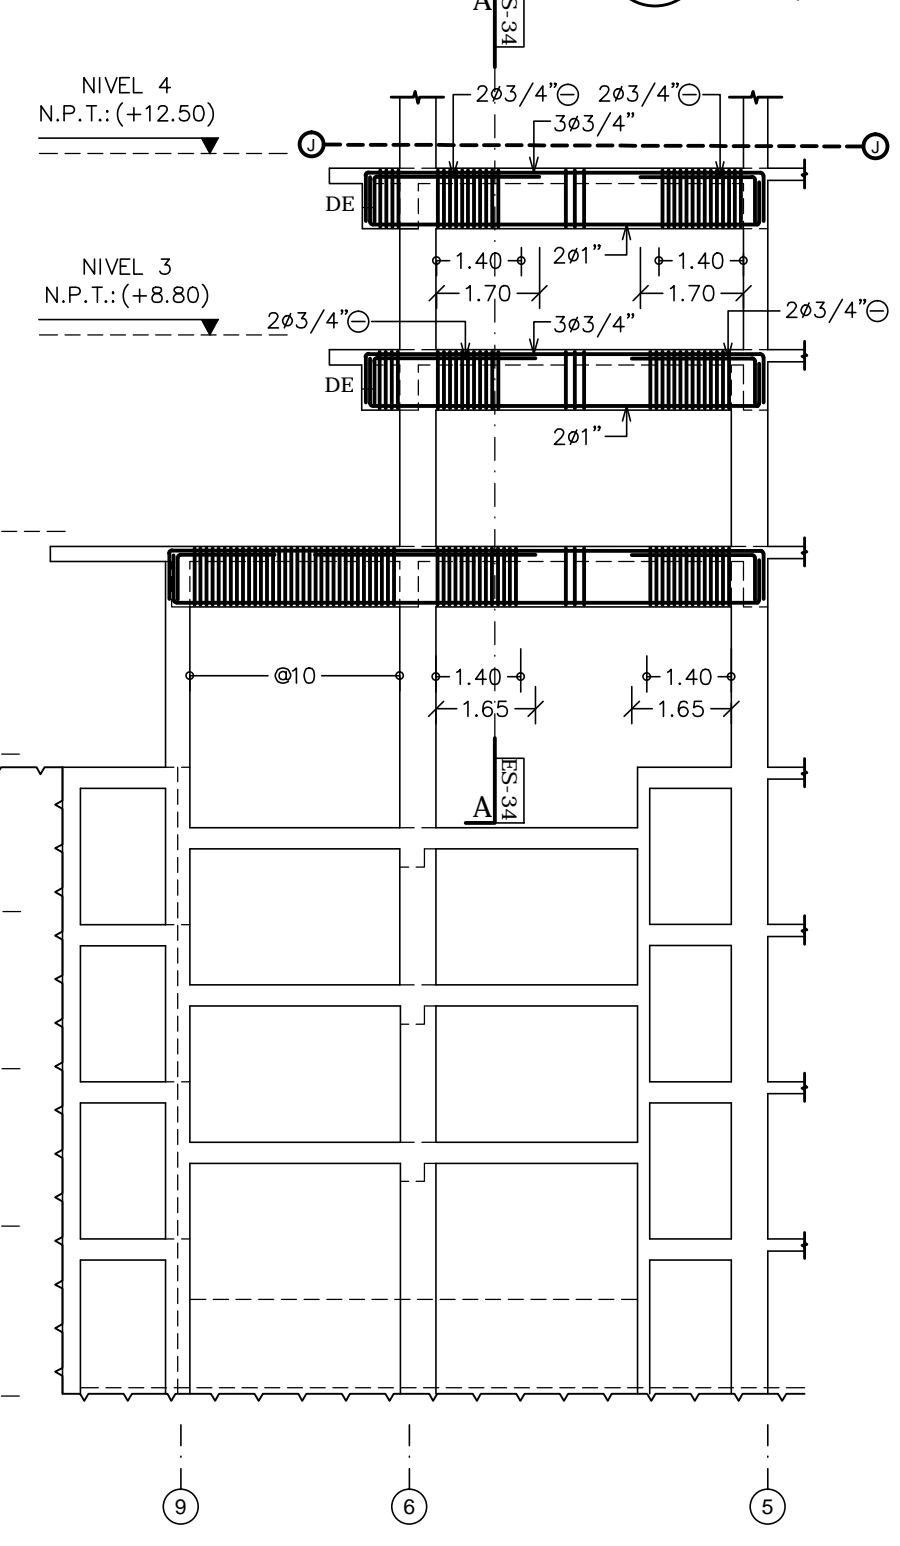 A
ES-34
NIVEL 4
N.P.T.:(+12.50)
2ø3/4"⊖ 2ø3/4"⊖
3ø3/4"
J J
DE
2ø1"
1.40 1.40
1.70 1.70
NIVEL 3
N.P.T.:(+8.80)
2ø3/4"⊖ 3ø3/4" 2ø3/4"⊖
DE
2ø1"
@10 1.40 1.40
1.65 1.65
ES-34
A
9 6 5